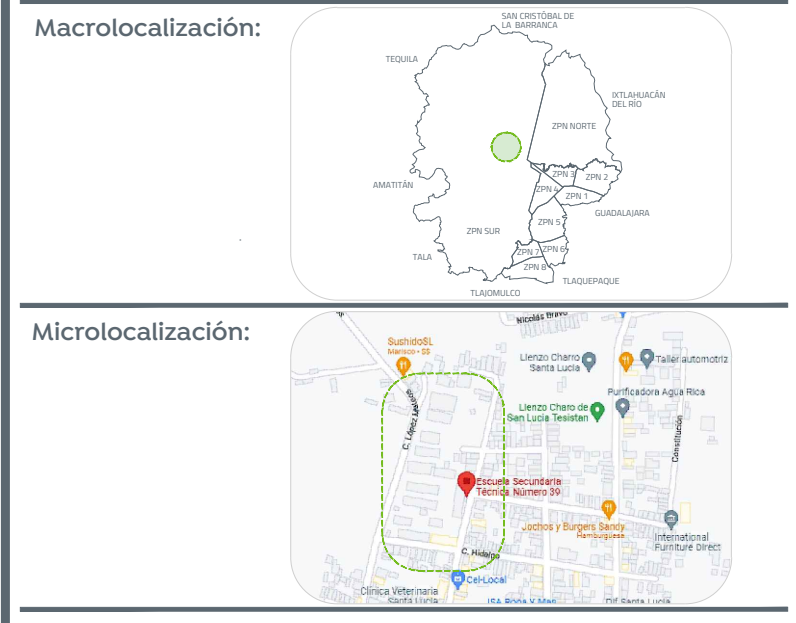 Macrolocalización:
SAN CRISTÓBAL DE
LA BARRANCA
TEQUILA
IXTLAHUACÁN
DEL RÍO
ZPN NORTE
ZPN 3
ZPN 2
AMATITÁN
ZPN 4
ZPN 1
GUADALAJARA
ZPN 5
ZPN SUR
ZPN 7
ZPN 6
TALA
ZPN 8
TLAQUEPAQUE
TLAJOMULCO
Microlocalización:
Nicolás Bravo
SushidoSL
Marisco • $$
Lienzo Charro
Santa Lucia
Taller automotriz
Purificadora Agua Rica
C. López Mateos
Lienzo Charo de
San Lucia Tesistan
Constitución
Escuela Secundaria
Técnica Número 39
Jochos y Burgers Sandy
Hamburguesa
International
Furniture Direct
C. Hidalgo
Cel-Local
Clínica Veterinaria
Santa Lucia
Dif Santa Lucia